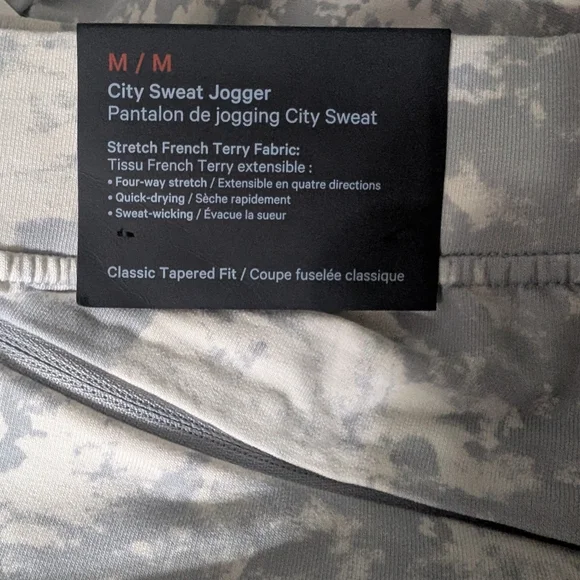 M / M
City Sweat Jogger
Pantalon de jogging City Sweat
Stretch French Terry Fabric:
Tissu French Terry extensible :
• Four-way stretch / Extensible en quatre directions
• Quick-drying / Sèche rapidement
• Sweat-wicking / Évacue la sueur
Classic Tapered Fit / Coupe fuselée classique